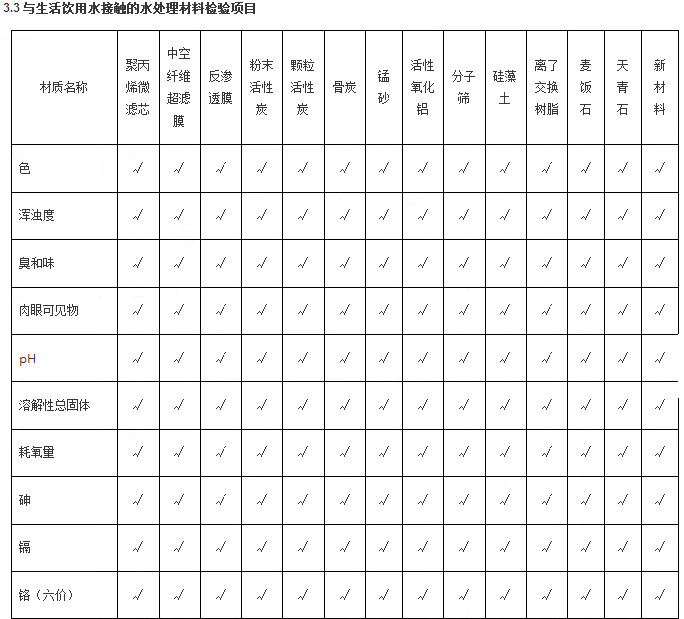 3.3 与生活饮用水接触的水处理材料检验项目
材质名称 聚丙烯微滤芯 中空纤维超滤膜 反渗透膜 粉末活性炭 颗粒活性炭 骨炭 锰砂 活性氧化铝 分子筛 硅藻土 离了交换树脂 麦饭石 天青石 新材料
色 √ √ √ √ √ √ √ √ √ √ √ √ √ √
浑浊度 √ √ √ √ √ √ √ √ √ √ √ √ √ √
臭和味 √ √ √ √ √ √ √ √ √ √ √ √ √ √
肉眼可见物 √ √ √ √ √ √ √ √ √ √ √ √ √ √
pH √ √ √ √ √ √ √ √ √ √ √ √ √ √
溶解性总固体 √ √ √ √ √ √ √ √ √ √ √ √ √ √
耗氧量 √ √ √ √ √ √ √ √ √ √ √ √ √ √
砷 √ √ √ √ √ √ √ √ √ √ √ √ √ √
镉 √ √ √ √ √ √ √ √ √ √ √ √ √ √
铬（六价） √ √ √ √ √ √ √ √ √ √ √ √ √ √